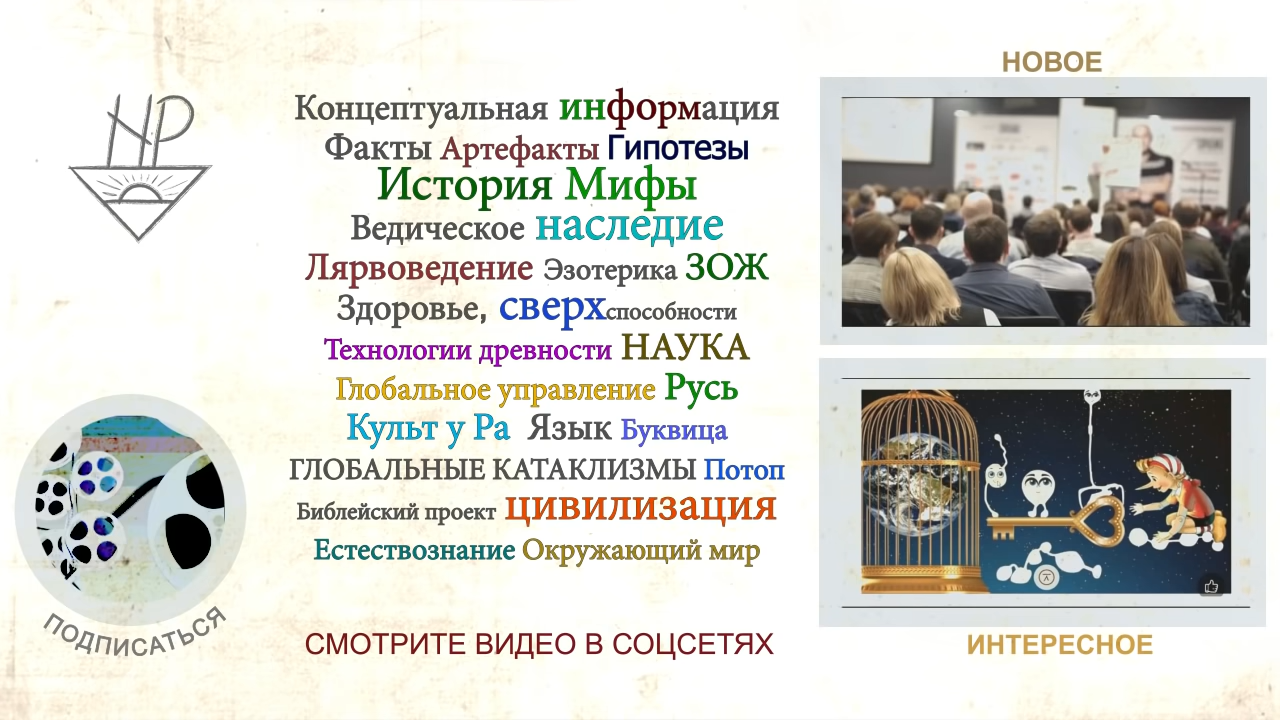 НР
Концептуальная информация
Факты Артефакты Гипотезы
История Мифы
Ведическое наследие
Лярвоведение Эзотерика ЗОЖ
Здоровье, сверхспособности
Технологии древности НАУКА
Глобальное управление Русь
Культ у Ра Язык Буквица
ГЛОБАЛЬНЫЕ КАТАКЛИЗМЫ Потоп
Библейский проект цивилизация
Естествознание Окружающий мир
СМОТРИТЕ ВИДЕО В СОЦСЕТЯХ
ПОДПИСАТЬСЯ
НОВОЕ
ИНТЕРЕСНОЕ